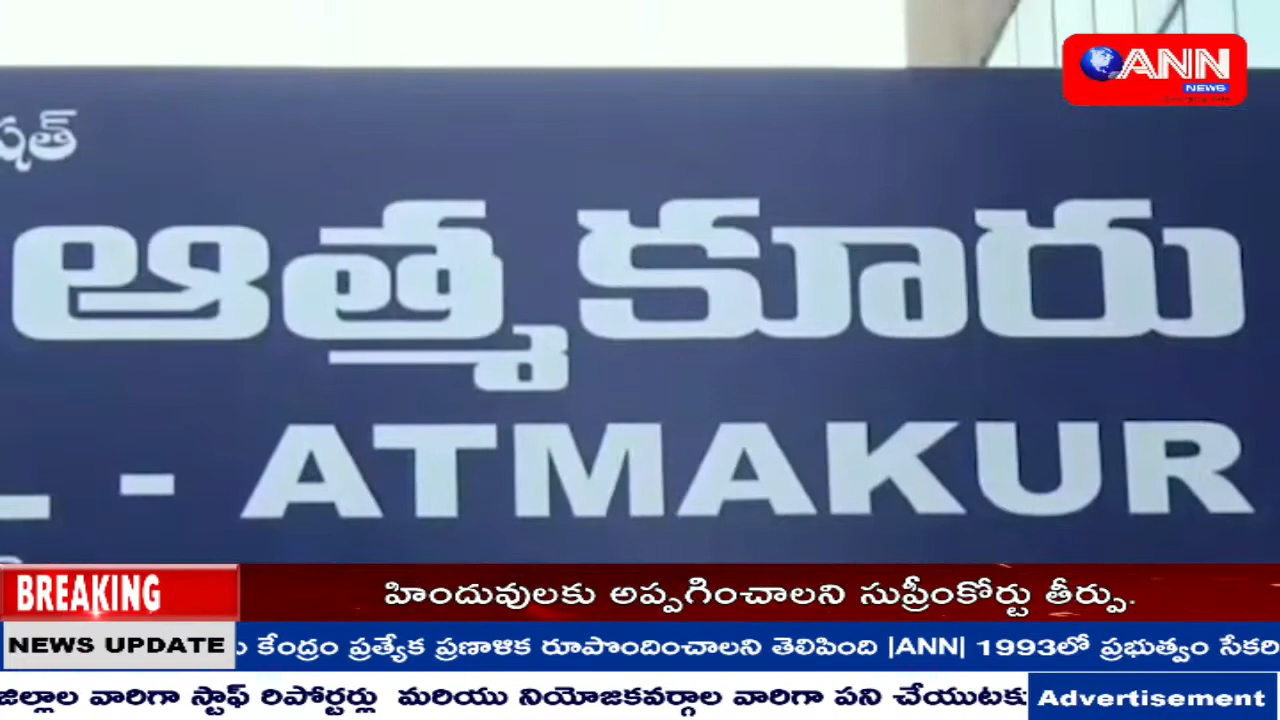 ANN
NEWS
ఆత్మకూరు
L - ATMAKUR
BREAKING
హిందువులకు అప్పగించాలని సుప్రీంకోర్టు తీర్పు.
NEWS UPDATE
కేంద్రం ప్రత్యేక ప్రణాళిక రూపొందించాలని తెలిపింది |ANN| 1993లో ప్రభుత్వం సేకరి
జిల్లాల వారిగా స్టాఫ్ రిపోర్టర్లు మరియు నియోజకవర్గాల వారిగా పని చేయుటకు
Advertisement